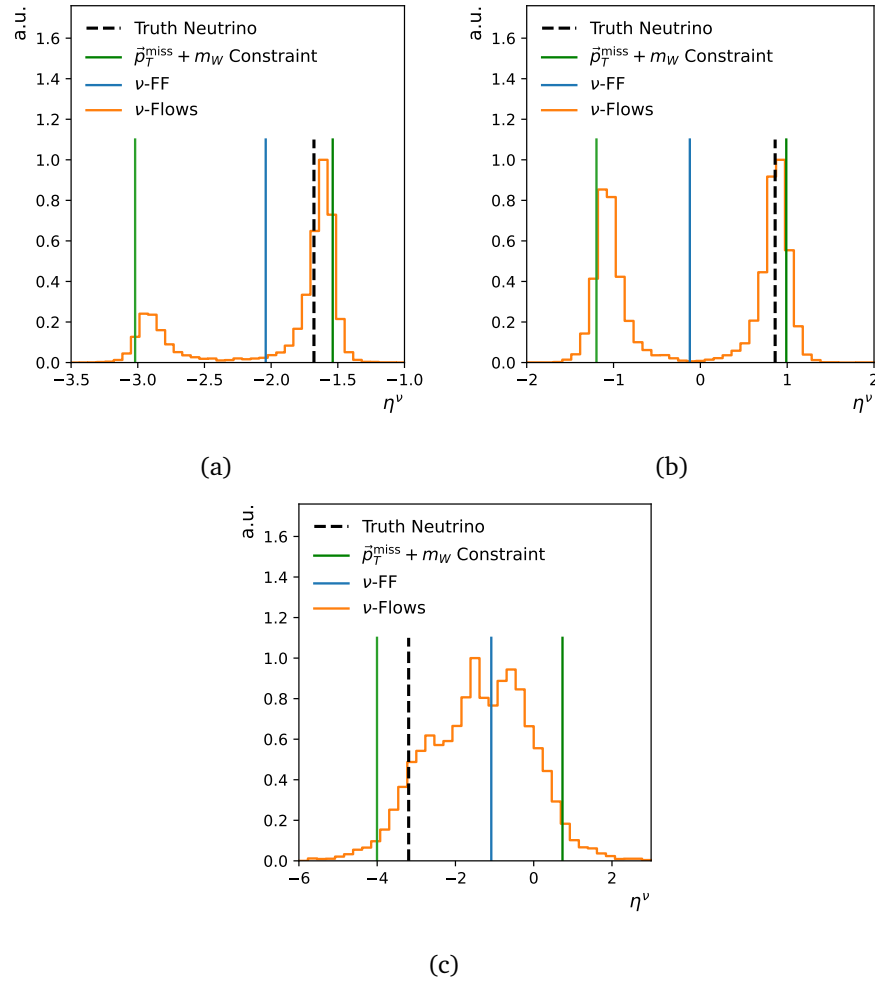 a.u.
1.6
1.4
1.2
1.0
0.8
0.6
0.4
0.2
0.0
Truth Neutrino
p⃗_T^miss + m_W Constraint
ν-FF
ν-Flows
−3.5 −3.0 −2.5 −2.0 −1.5 −1.0
η^ν
(a)
a.u.
1.6
1.4
1.2
1.0
0.8
0.6
0.4
0.2
0.0
Truth Neutrino
p⃗_T^miss + m_W Constraint
ν-FF
ν-Flows
−2 −1 0 1 2
η^ν
(b)
a.u.
1.6
1.4
1.2
1.0
0.8
0.6
0.4
0.2
0.0
Truth Neutrino
p⃗_T^miss + m_W Constraint
ν-FF
ν-Flows
−6 −4 −2 0 2
η^ν
(c)